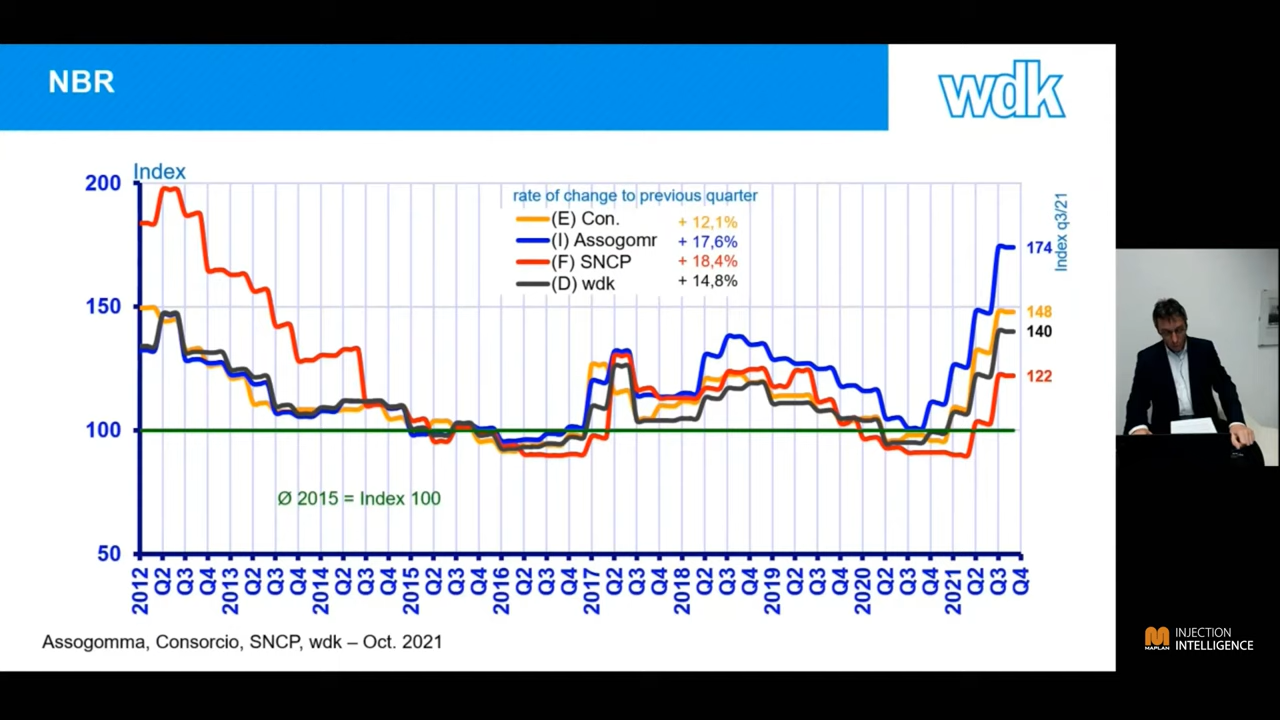 NBR
wdk
Index
rate of change to previous quarter
(E) Con. + 12,1%
(I) Assogomr + 17,6%
(F) SNCP + 18,4%
(D) wdk + 14,8%
Index q3/21
200
150
100
50
174
148
140
122
Ø 2015 = Index 100
2012 Q2 Q3 Q4 2013 Q2 Q3 Q4 2014 Q2 Q3 Q4 2015 Q2 Q3 Q4 2016 Q2 Q3 Q4 2017 Q2 Q3 Q4 2018 Q2 Q3 Q4 2019 Q2 Q3 Q4 2020 Q2 Q3 Q4 2021 Q2 Q3 Q4
Assogomma, Consorcio, SNCP, wdk – Oct. 2021
MAPLAN
INJECTION
INTELLIGENCE